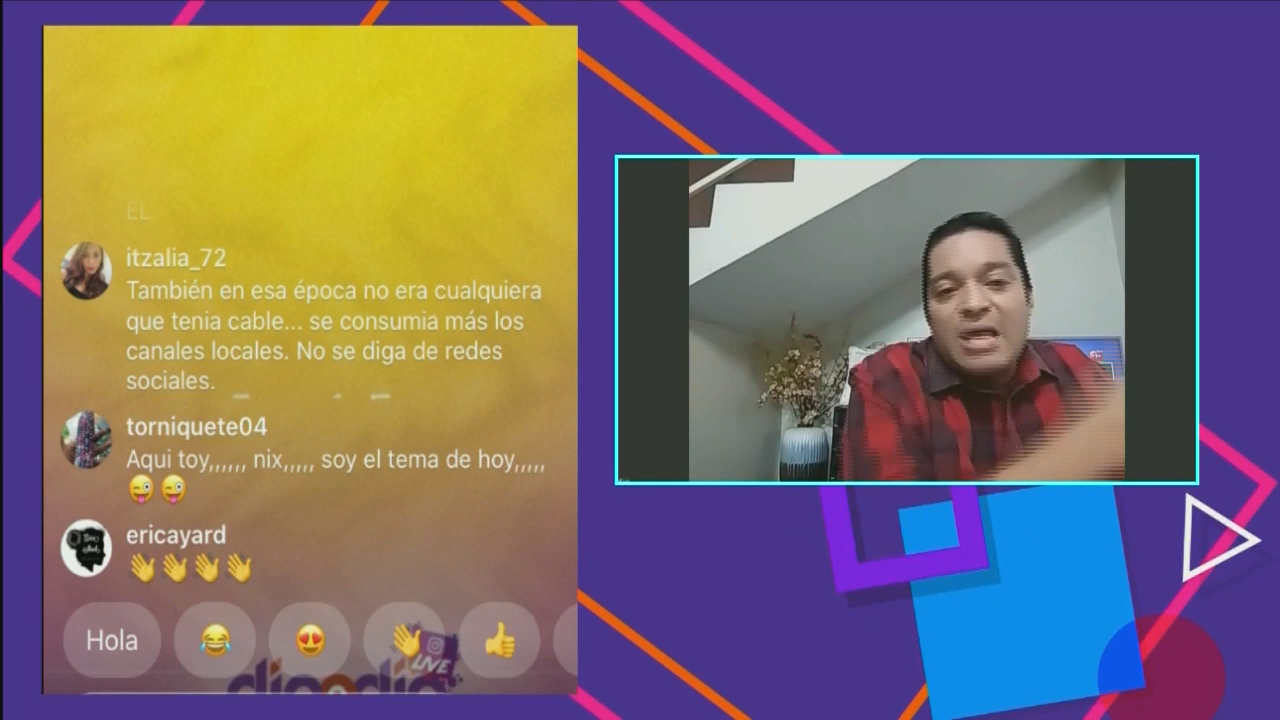 EL
itzalia_72
También en esa época no era cualquiera
que tenia cable... se consumia más los
canales locales. No se diga de redes
sociales.
torniquete04
Aqui toy,,,,,, nix,,,,, soy el tema de hoy,,,,,
😜😜
ericayard
👋👋👋👋
Hola 😂 😍 👋 👍
LIVE